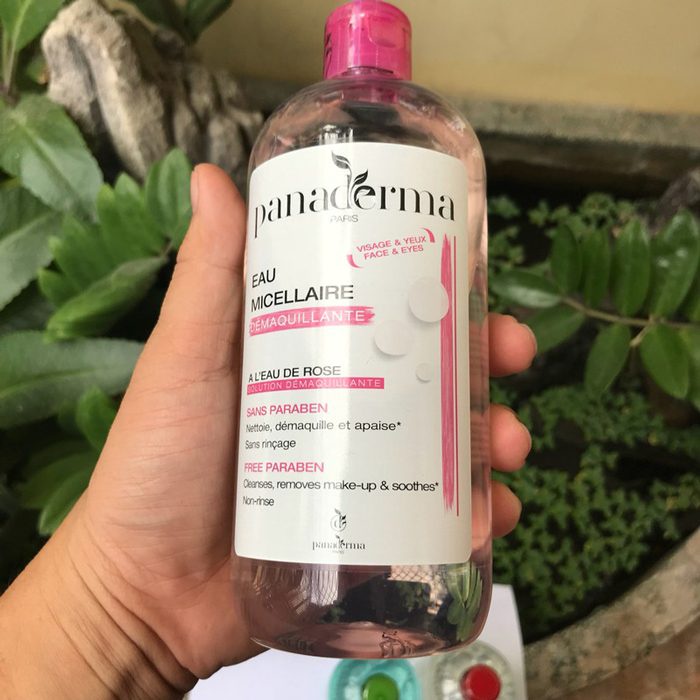 panaderma
PARIS
VISAGE & YEUX
FACE & EYES
EAU
MICELLAIRE
DÉMAQUILLANTE
A L'EAU DE ROSE
SOLUTION DÉMAQUILLANTE
SANS PARABEN
Nettoie, démaquille et apaise*
Sans rinçage
FREE PARABEN
Cleanses, removes make-up & soothes*
Non-rinse
panaderma
PARIS